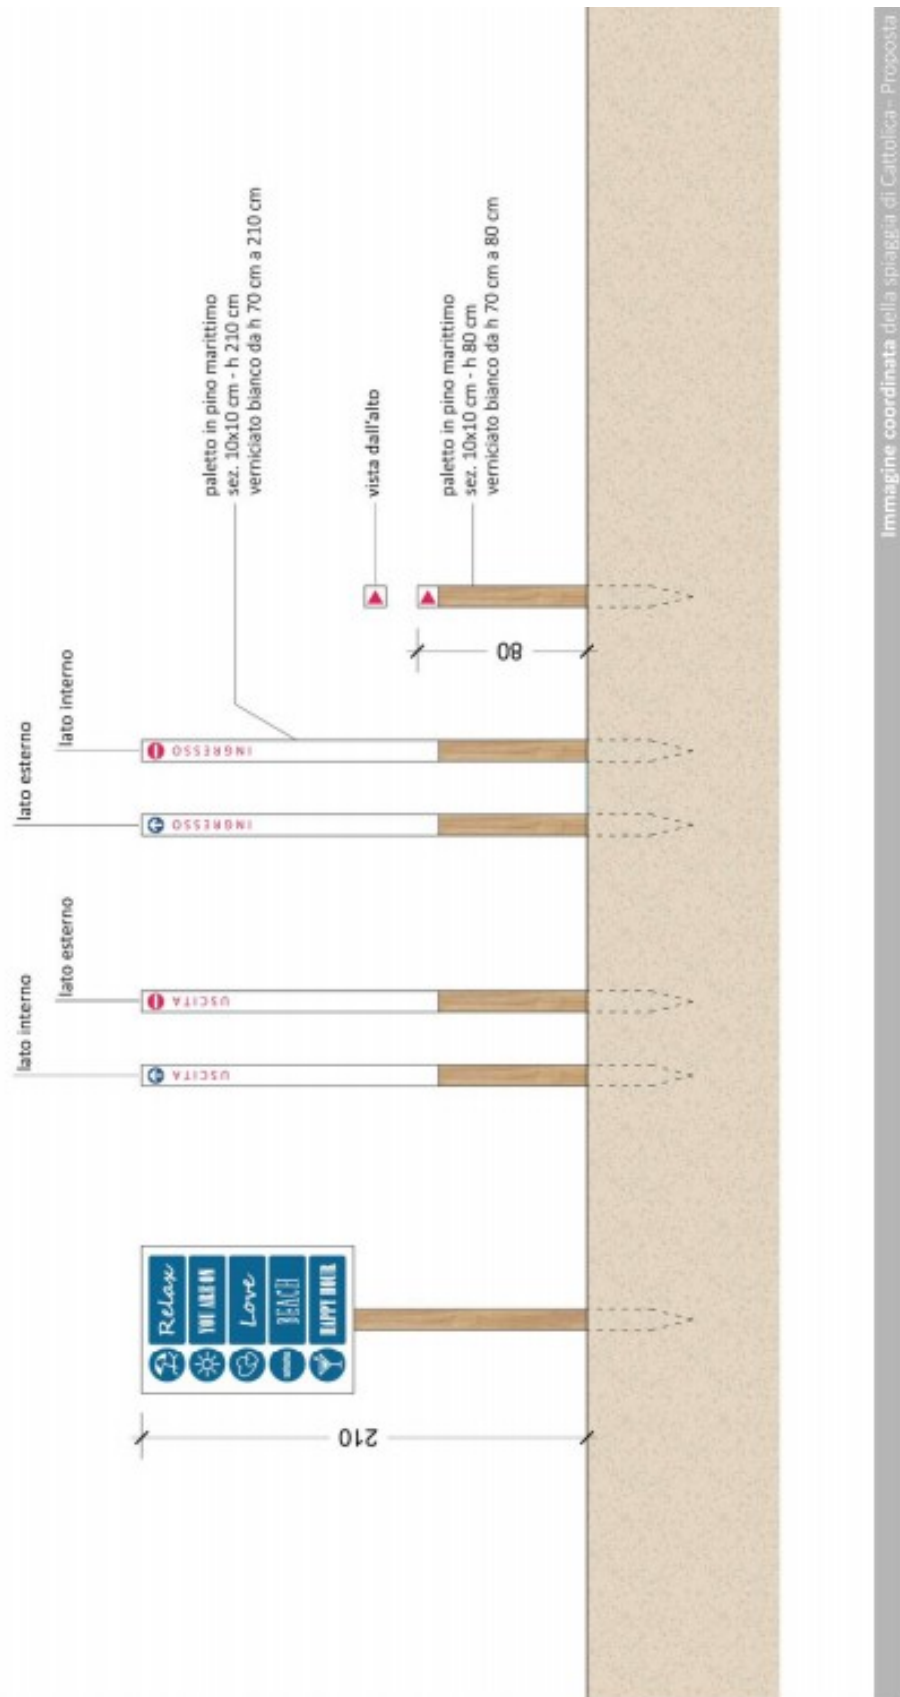 Relax
YOU ARE ON
Love
BEACH
HAPPY HOUR
210
lato interno
USCITA
lato esterno
USCITA
lato esterno
INGRESSO
lato interno
INGRESSO
paletto in pino marittimo
sez. 10x10 cm - h 210 cm
verniciato bianco da h 70 cm a 210 cm
80
vista dall'alto
paletto in pino marittimo
sez. 10x10 cm - h 80 cm
verniciato bianco da h 70 cm a 80 cm
Immagine coordinata della spiaggia di Cattolica - Proposta